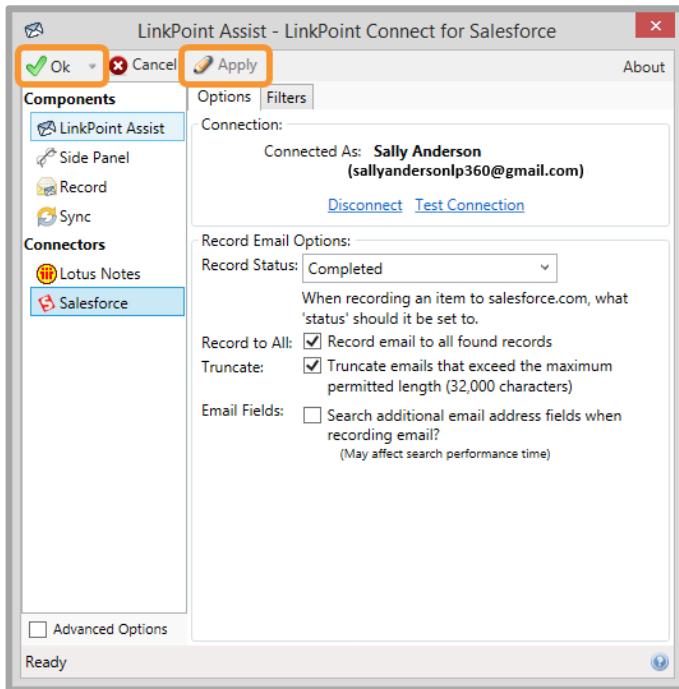 LinkPoint Assist - LinkPoint Connect for Salesforce
Ok Cancel Apply About
Components
LinkPoint Assist
Side Panel
Record
Sync
Connectors
Lotus Notes
Salesforce
Advanced Options
Options Filters
Connection:
Connected As: Sally Anderson
(sallyandersonlp360@gmail.com)
Disconnect Test Connection
Record Email Options:
Record Status: Completed
When recording an item to salesforce.com, what
'status' should it be set to.
Record to All: Record email to all found records
Truncate: Truncate emails that exceed the maximum
permitted length (32,000 characters)
Email Fields: Search additional email address fields when
recording email?
(May affect search performance time)
Ready